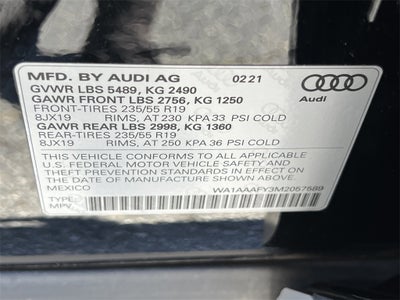 MFD. BY AUDI AG 0221
GVWR LBS 5489, KG 2490
GAWR FRONT LBS 2756, KG 1250
FRONT-TIRES 235/55 R19
8JX19 RIMS, AT 230 KPA 33 PSI COLD
GAWR REAR LBS 2998, KG 1360
REAR-TIRES 235/55 R19
8JX19 RIMS, AT 250 KPA 36 PSI COLD
Audi
THIS VEHICLE CONFORMS TO ALL APPLICABLE
U.S. FEDERAL MOTOR VEHICLE SAFETY AND
THEFT PREVENTION STANDARDS IN EFFECT ON
THE DATE OF MANUFACTURE SHOWN ABOVE.
MEXICO WA1AAAFY3M2057589
TYPE
MPV